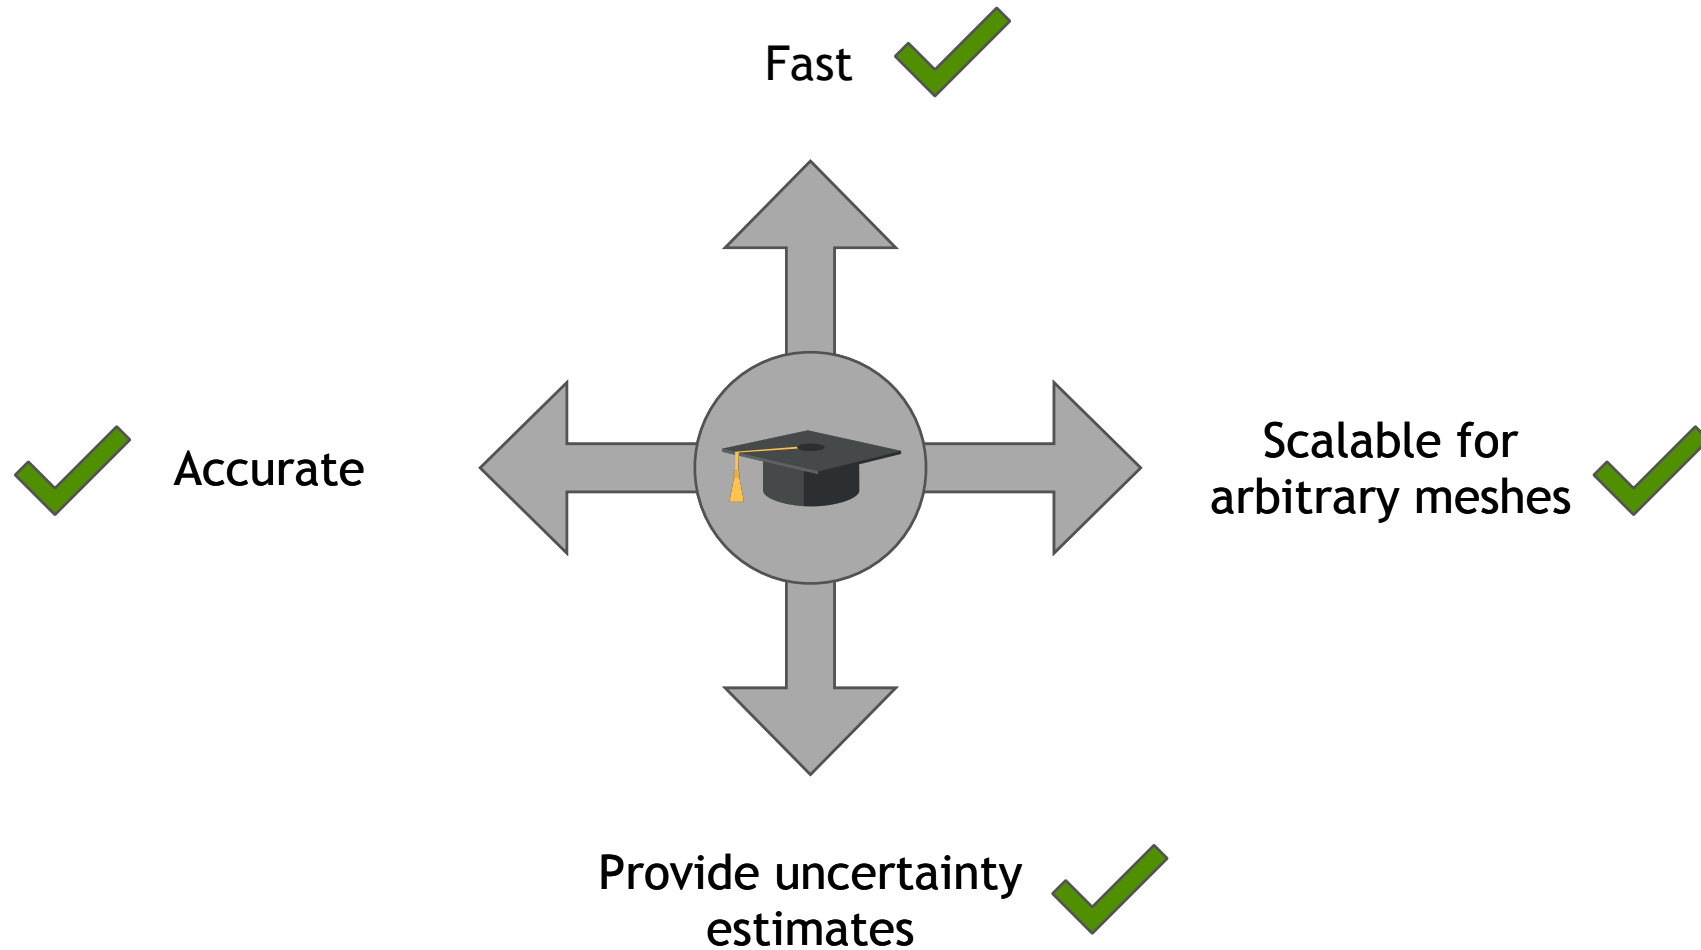 Fast
Accurate
Scalable for
arbitrary meshes
Provide uncertainty
estimates